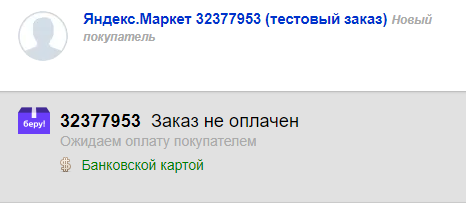 Яндекс.Маркет 32377953 (тестовый заказ) Новый
покупатель
беру!
32377953 Заказ не оплачен
Ожидаем оплату покупателем
Банковской картой